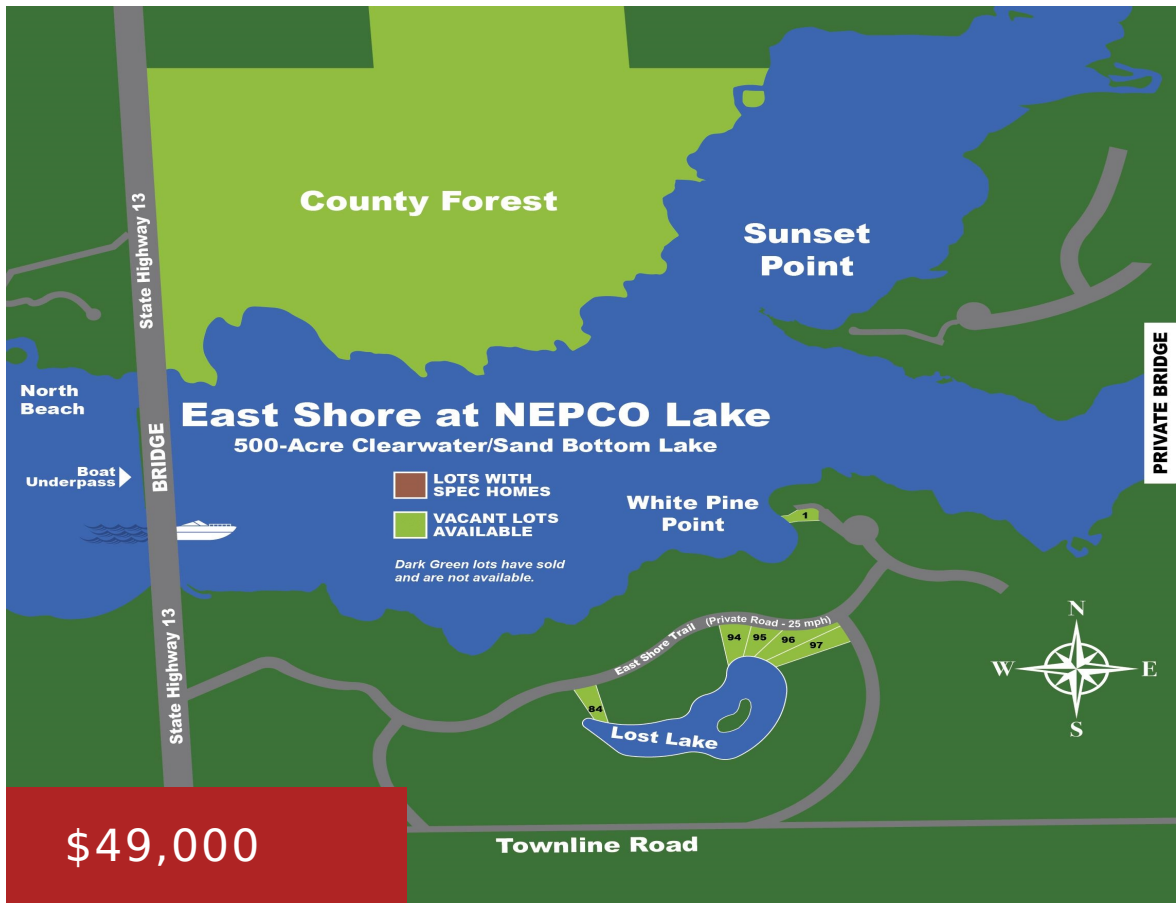 County Forest
Sunset
Point
State Highway 13
PRIVATE BRIDGE
North
Beach
East Shore at NEPCO Lake
500-Acre Clearwater/Sand Bottom Lake
BRIDGE
Boat
Underpass
LOTS WITH
SPEC HOMES
VACANT LOTS
AVAILABLE
White Pine
Point
1
Dark Green lots have sold
and are not available.
State Highway 13
East Shore Trail
(Private Road - 25 mph)
94
95
96
97
84
Lost Lake
N
W
E
S
$49,000
Townline Road